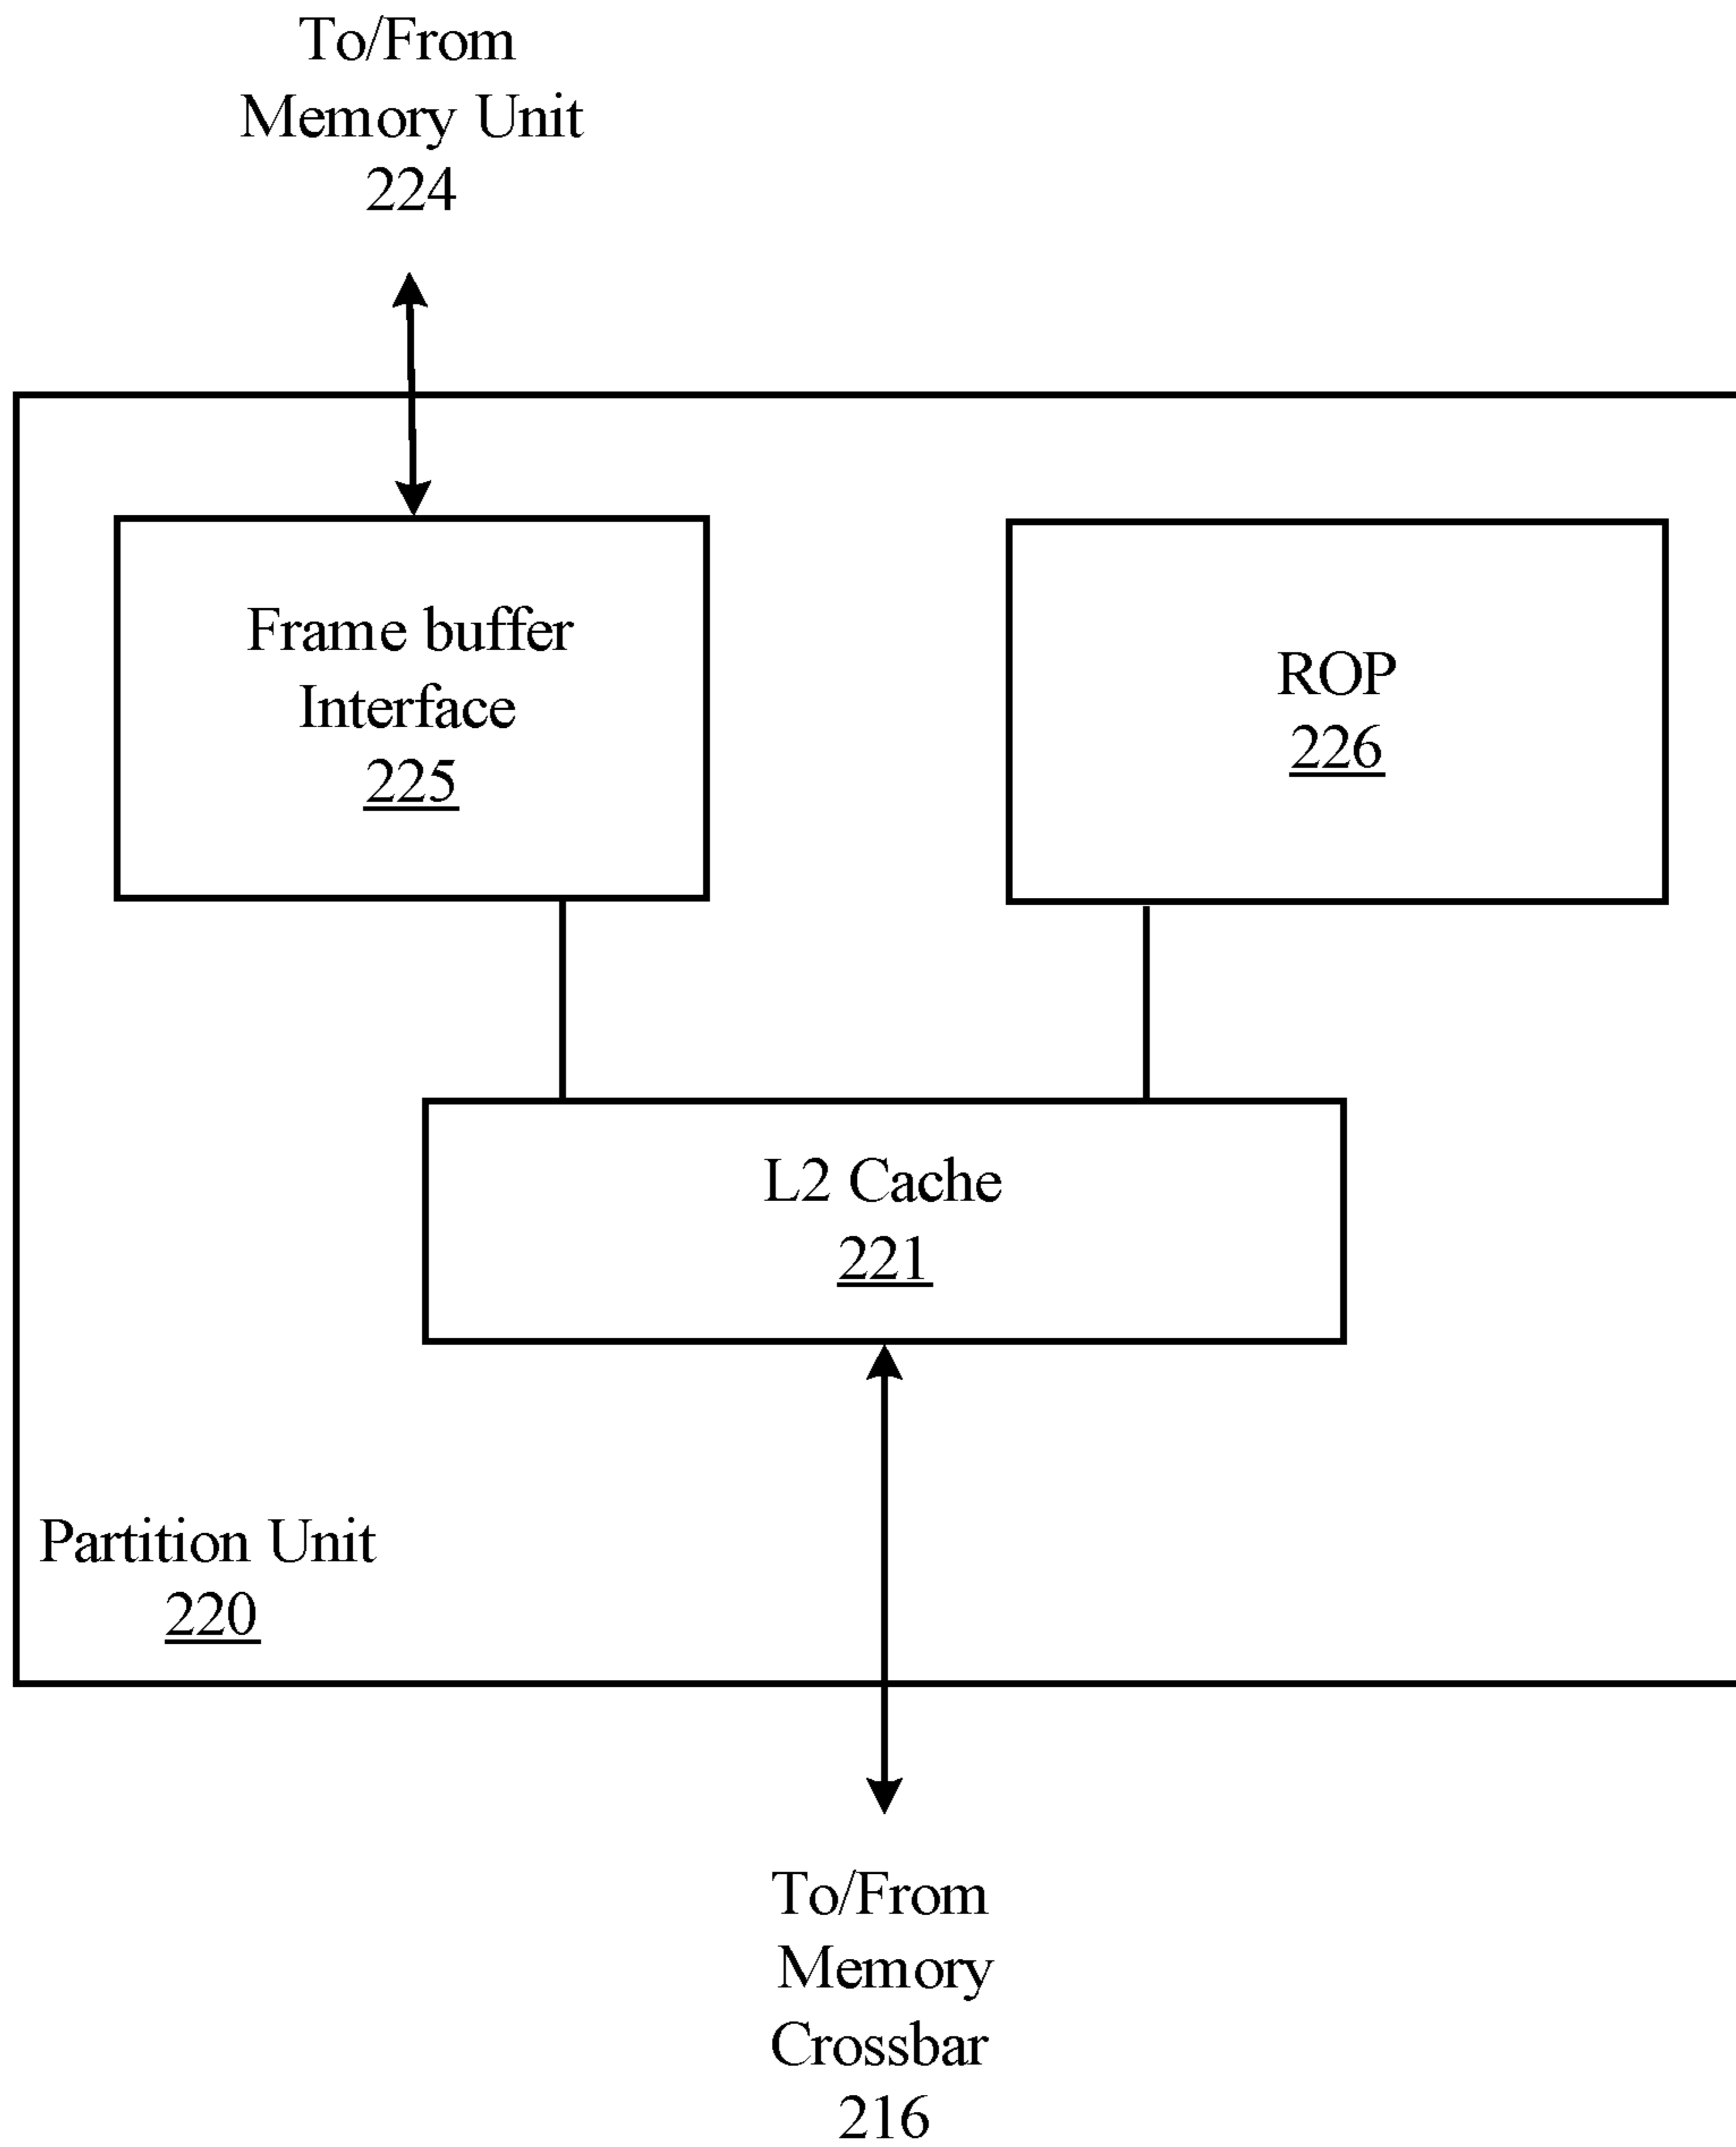 To/From
Memory Unit
224
Frame buffer
Interface
225
ROP
226
L2 Cache
221
Partition Unit
220
To/From
Memory
Crossbar
216